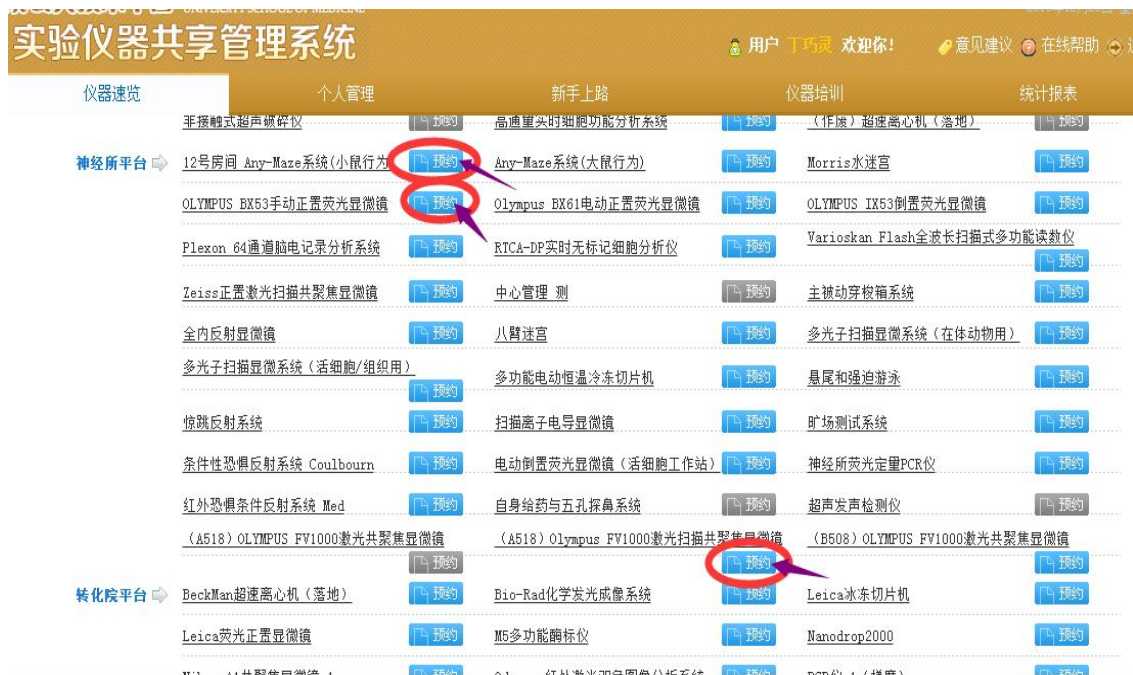 UNIVERSITY SCHOOL OF MEDICINE
实验仪器共享管理系统
用户 丁巧灵 欢迎你! 意见建议 在线帮助
仪器速览 个人管理 新手上路 仪器培训 统计报表
非接触式超声破碎仪 预约 高通量实时细胞功能分析系统 预约 (作废)超速离心机(落地) 预约
神经所平台 12号房间 Any-Maze系统(小鼠行为 预约 Any-Maze系统(大鼠行为) 预约 Morris水迷宫 预约
OLYMPUS BX53手动正置荧光显微镜 预约 Olympus BX61电动正置荧光显微镜 预约 OLYMPUS IX53倒置荧光显微镜 预约
Plexon 64通道脑电记录分析系统 预约 RTCA-DP实时无标记细胞分析仪 预约 Varioskan Flash全波长扫描式多功能读数仪
预约
Zeiss正置激光扫描共聚焦显微镜 预约 中心管理 测 预约 主被动穿梭箱系统 预约
全内反射显微镜 预约 八臂迷宫 预约 多光子扫描显微系统(在体动物用) 预约
多光子扫描显微系统(活细胞/组织用)
预约 多功能电动恒温冷冻切片机 预约 悬尾和强迫游泳 预约
惊跳反射系统 预约 扫描离子电导显微镜 预约 旷场测试系统 预约
条件性恐惧反射系统 Coulbourn 预约 电动倒置荧光显微镜(活细胞工作站) 预约 神经所荧光定量PCR仪 预约
红外恐惧条件反射系统 Med 预约 自身给药与五孔探鼻系统 预约 超声发声检测仪 预约
(A518)OLYMPUS FV1000激光共聚焦显微镜 (A518)Olympus FV1000激光扫描共聚焦显微镜 (B508)OLYMPUS FV1000激光共聚焦显微镜
预约 预约 预约
转化院平台 BeckMan超速离心机(落地) 预约 Bio-Rad化学发光成像系统 预约 Leica冰冻切片机 预约
Leica荧光正置显微镜 预约 M5多功能酶标仪 预约 Nanodrop2000 预约